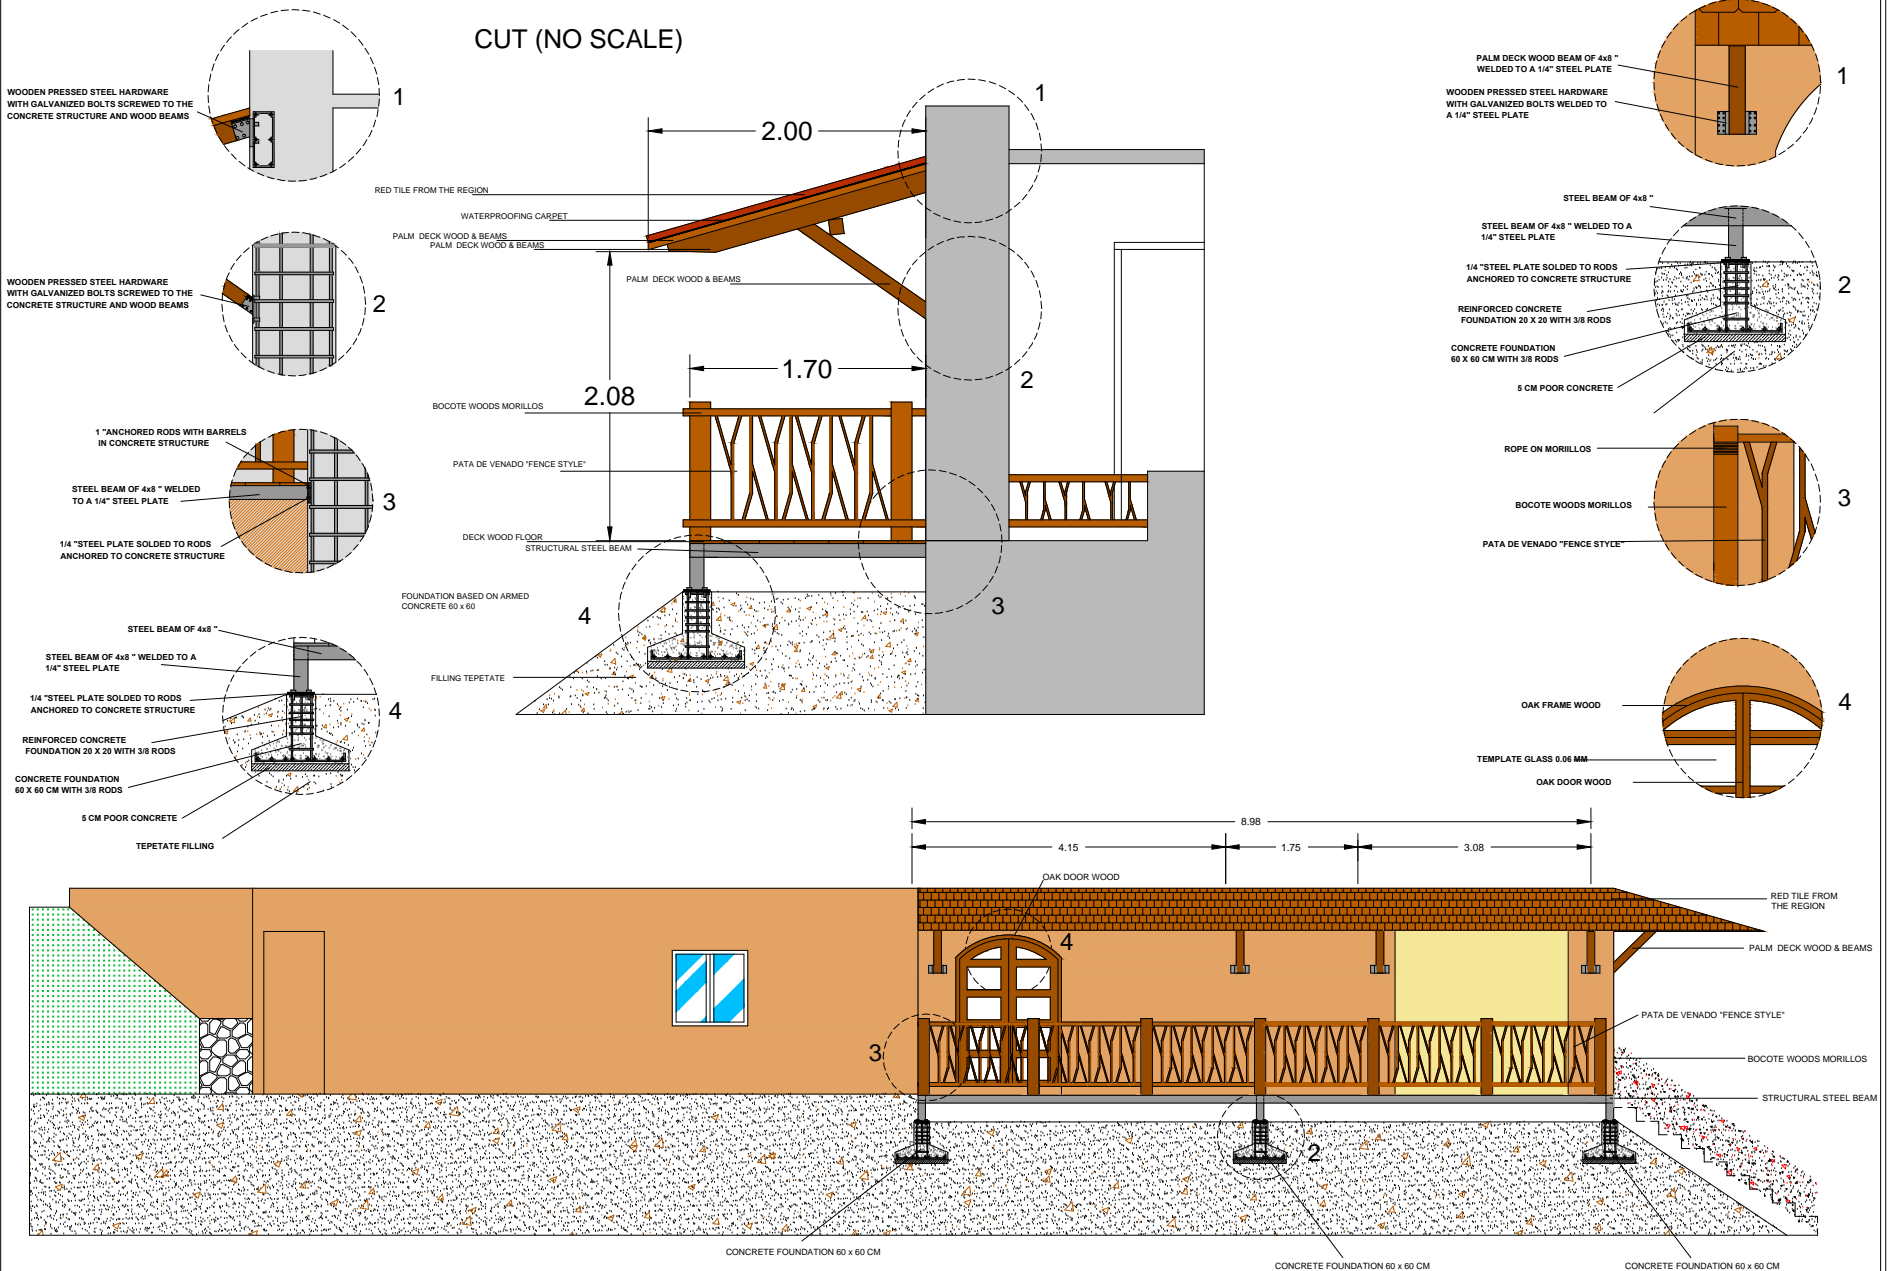 CUT (NO SCALE)
WOODEN PRESSED STEEL HARDWARE
WITH GALVANIZED BOLTS SCREWED TO THE
CONCRETE STRUCTURE AND WOOD BEAMS
1
WOODEN PRESSED STEEL HARDWARE
WITH GALVANIZED BOLTS SCREWED TO THE
CONCRETE STRUCTURE AND WOOD BEAMS
2
1 "ANCHORED RODS WITH BARRELS
IN CONCRETE STRUCTURE
STEEL BEAM OF 4x8 " WELDED
TO A 1/4" STEEL PLATE
1/4 "STEEL PLATE SOLDED TO RODS
ANCHORED TO CONCRETE STRUCTURE
3
STEEL BEAM OF 4x8 "
STEEL BEAM OF 4x8 " WELDED TO A
1/4" STEEL PLATE
1/4 "STEEL PLATE SOLDED TO RODS
ANCHORED TO CONCRETE STRUCTURE
REINFORCED CONCRETE
FOUNDATION 20 X 20 WITH 3/8 RODS
CONCRETE FOUNDATION
60 X 60 CM WITH 3/8 RODS
5 CM POOR CONCRETE
TEPETATE FILLING
4
2.00
1
RED TILE FROM THE REGION
WATERPROOFING CARPET
PALM DECK WOOD & BEAMS
PALM DECK WOOD & BEAMS
PALM DECK WOOD & BEAMS
1.70
2
2.08
BOCOTE WOODS MORILLOS
PATA DE VENADO "FENCE STYLE"
DECK WOOD FLOOR
STRUCTURAL STEEL BEAM
FOUNDATION BASED ON ARMED
CONCRETE 60 x 60
4
3
FILLING TEPETATE
PALM DECK WOOD BEAM OF 4x8 "
WELDED TO A 1/4" STEEL PLATE
WOODEN PRESSED STEEL HARDWARE
WITH GALVANIZED BOLTS WELDED TO
A 1/4" STEEL PLATE
1
STEEL BEAM OF 4x8 "
STEEL BEAM OF 4x8 " WELDED TO A
1/4" STEEL PLATE
1/4 "STEEL PLATE SOLDED TO RODS
ANCHORED TO CONCRETE STRUCTURE
REINFORCED CONCRETE
FOUNDATION 20 X 20 WITH 3/8 RODS
CONCRETE FOUNDATION
60 X 60 CM WITH 3/8 RODS
5 CM POOR CONCRETE
2
ROPE ON MORIILLOS
BOCOTE WOODS MORILLOS
PATA DE VENADO "FENCE STYLE"
3
OAK FRAME WOOD
TEMPLATE GLASS 0.06 MM
OAK DOOR WOOD
4
8.98
4.15
1.75
3.08
OAK DOOR WOOD
4
RED TILE FROM
THE REGION
PALM DECK WOOD & BEAMS
PATA DE VENADO "FENCE STYLE"
3
BOCOTE WOODS MORILLOS
STRUCTURAL STEEL BEAM
2
CONCRETE FOUNDATION 60 x 60 CM
CONCRETE FOUNDATION 60 x 60 CM
CONCRETE FOUNDATION 60 x 60 CM